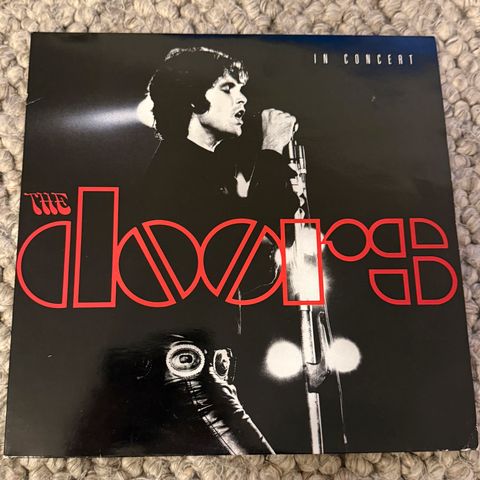 IN CONCERT
THE
doors